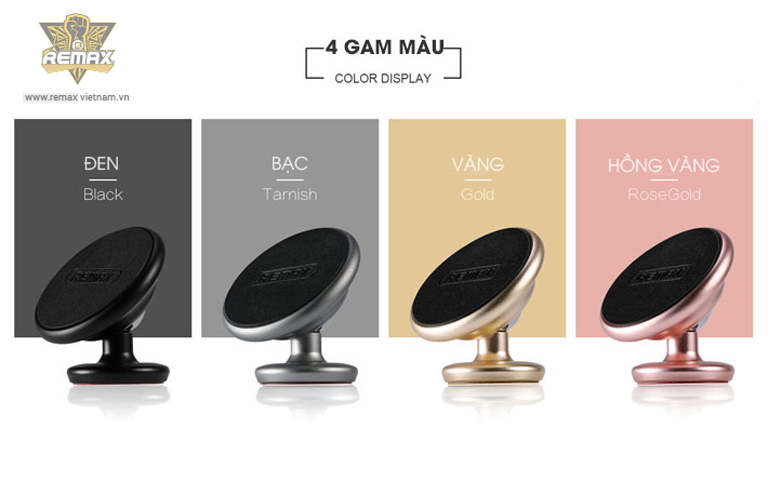 REMAX
www.remax vietnam.vn
4 GAM MÀU
COLOR DISPLAY
ĐEN
Black
BẠC
Tarnish
VÀNG
Gold
HỒNG VÀNG
RoseGold
REMAX
REMAX
REMAX
REMAX